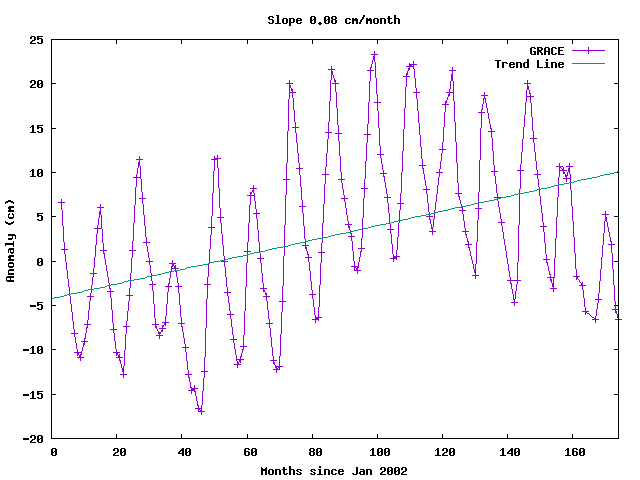 Slope 0.08 cm/month
GRACE
Trend Line
25
20
15
10
5
0
-5
-10
-15
-20
Anomaly (cm)
0 20 40 60 80 100 120 140 160
Months since Jan 2002